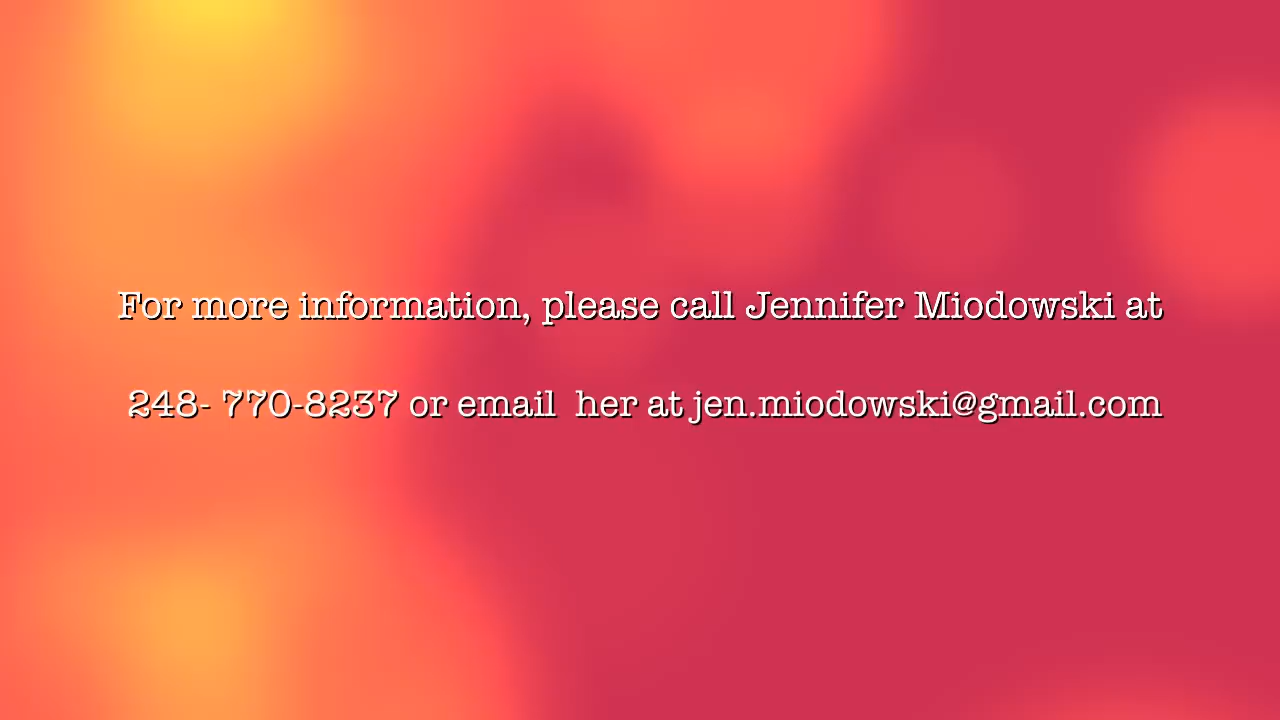 For more information, please call Jennifer Miodowski at
248- 770-8237 or email  her at jen.miodowski@gmail.com